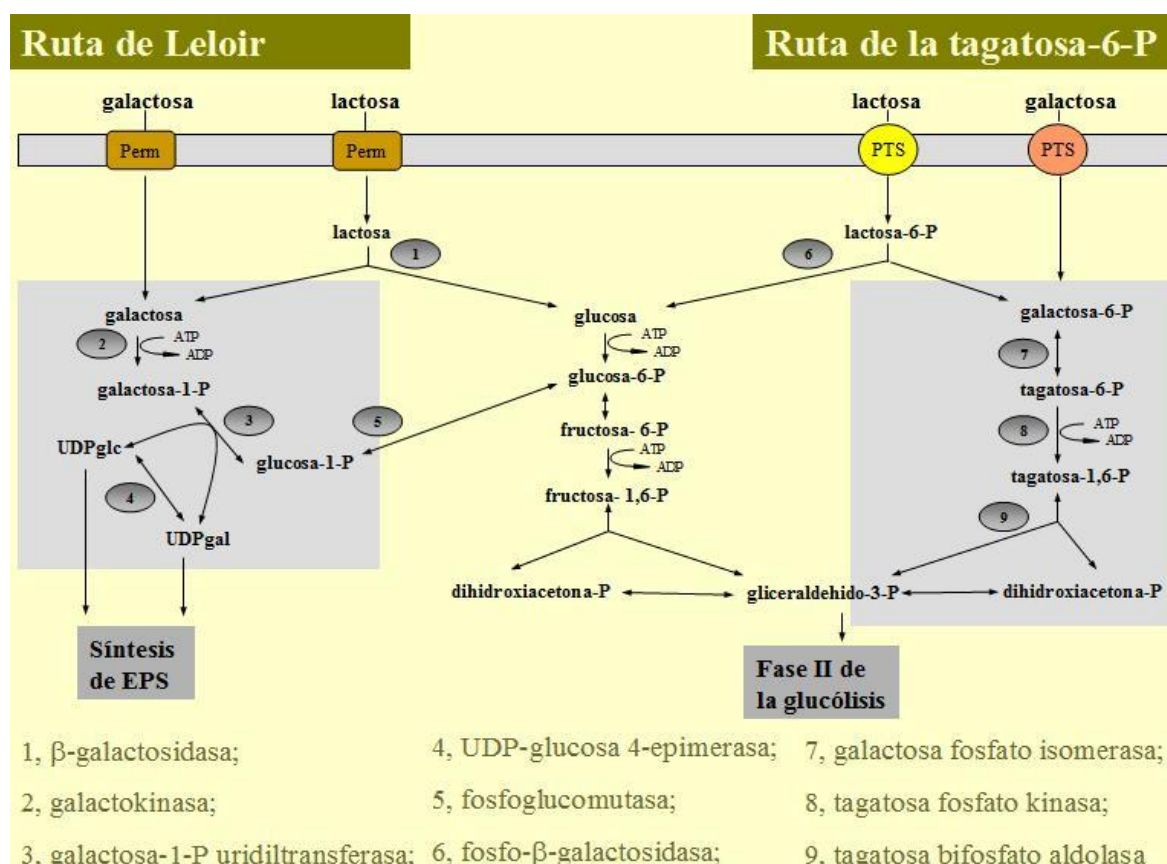 Ruta de Leloir
Ruta de la tagatosa-6-P
galactosa
lactosa
lactosa
galactosa
Perm
Perm
PTS
PTS
lactosa
lactosa-6-P
1
6
galactosa
glucosa
galactosa-6-P
2
ATP
ADP
ATP
ADP
7
galactosa-1-P
glucosa-6-P
tagatosa-6-P
3
5
8
ATP
ADP
UDPglc
glucosa-1-P
fructosa- 6-P
ATP
ADP
4
fructosa- 1,6-P
tagatosa-1,6-P
9
UDPgal
dihidroxiacetona-P
gliceraldehido-3-P
dihidroxiacetona-P
Síntesis
de EPS
Fase II de
la glucólisis
1, β-galactosidasa;
4, UDP-glucosa 4-epimerasa;
7, galactosa fosfato isomerasa;
2, galactokinasa;
5, fosfoglucomutasa;
8, tagatosa fosfato kinasa;
3, galactosa-1-P uridiltransferasa;
6, fosfo-β-galactosidasa;
9, tagatosa bifosfato aldolasa